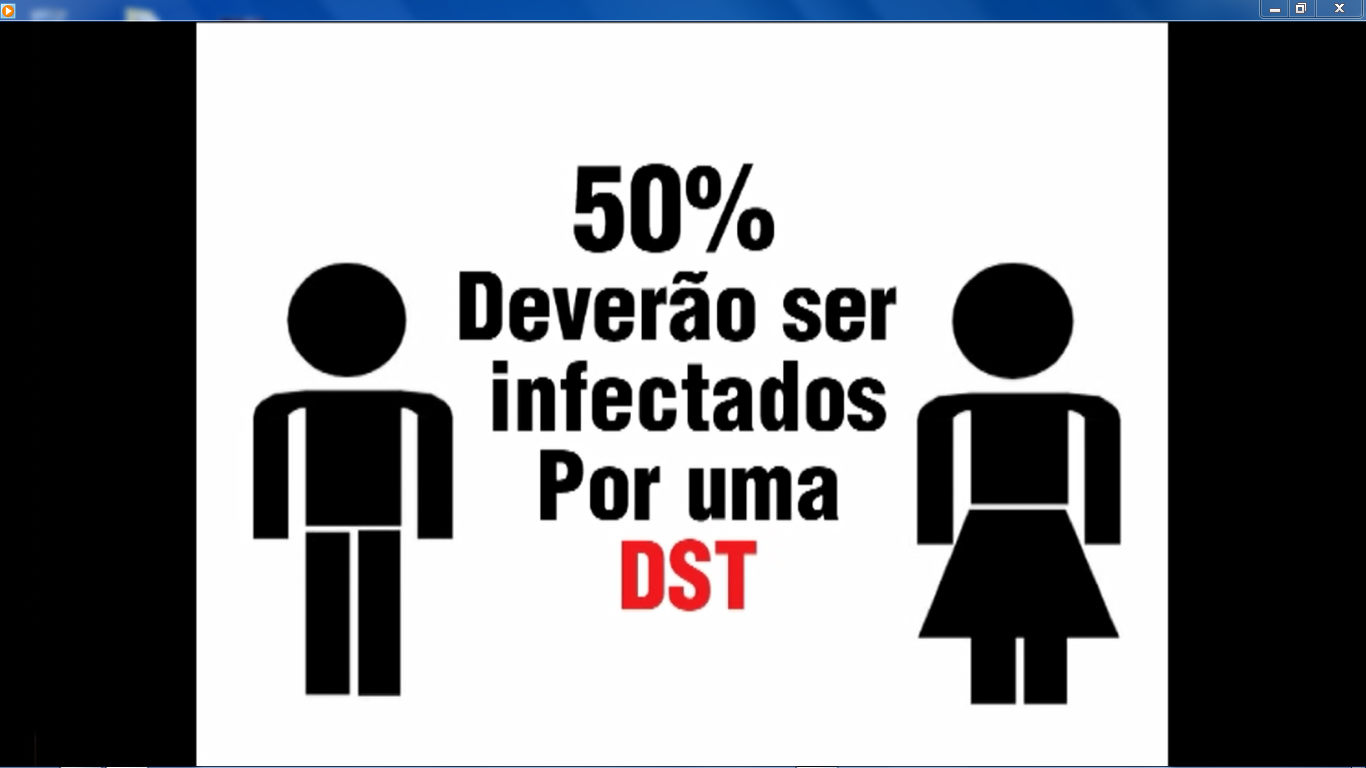 50%
Deverão ser
infectados
Por uma
DST